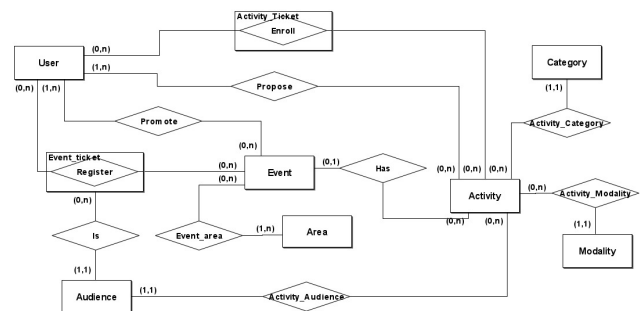 Activity_Ticket
(0,n)
Enroll
User
Category
(0,n)
(1,n)
(1,n)
Propose
(1,1)
Promote
Activity_Category
(0,n)
Event_ticket
(0,1)
Has
Register
(0,n)
Event
(0,n)
(0,n)
(0,n)
(0,n)
Activity_Modality
(0,n)
(0,n)
Activity
(0,n)
(0,n)
Is
Event_area
(1,n)
Area
(1,1)
Modality
(1,1)
Audience
(1,1)
Activity_Audience